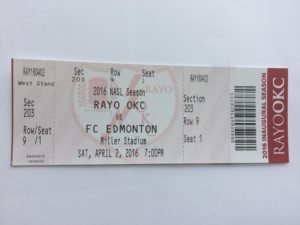 RAY160402
West Stand
Sec
203
Row/Seat
9 /1
Sec
203
Row
9
Seat
1
2016 NASL Season
RAYO OKC
vs
FC EDMONTON
Miller Stadium
SAT, APRIL 2, 2016 7:00PM
RAYO
K
RAY160402
Section
203
Row 9
Seat 1
2016 INAUGURAL SEASON
RAYO OKC